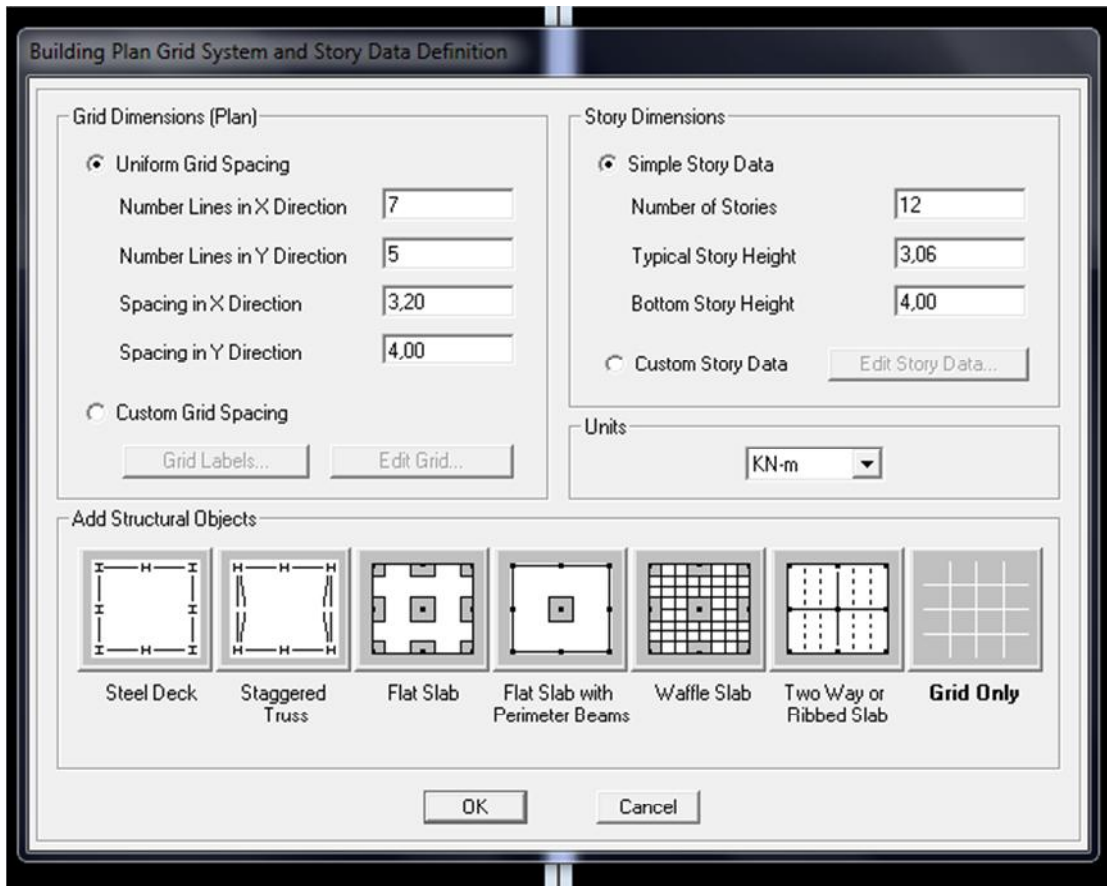 Building Plan Grid System and Story Data Definition
Grid Dimensions (Plan)
Uniform Grid Spacing
Number Lines in X Direction 7
Number Lines in Y Direction 5
Spacing in X Direction 3,20
Spacing in Y Direction 4,00
Custom Grid Spacing
Grid Labels... Edit Grid...
Story Dimensions
Simple Story Data
Number of Stories 12
Typical Story Height 3,06
Bottom Story Height 4,00
Custom Story Data Edit Story Data...
Units
KN-m
Add Structural Objects
Steel Deck
Staggered
Truss
Flat Slab
Flat Slab with
Perimeter Beams
Waffle Slab
Two Way or
Ribbed Slab
Grid Only
OK Cancel